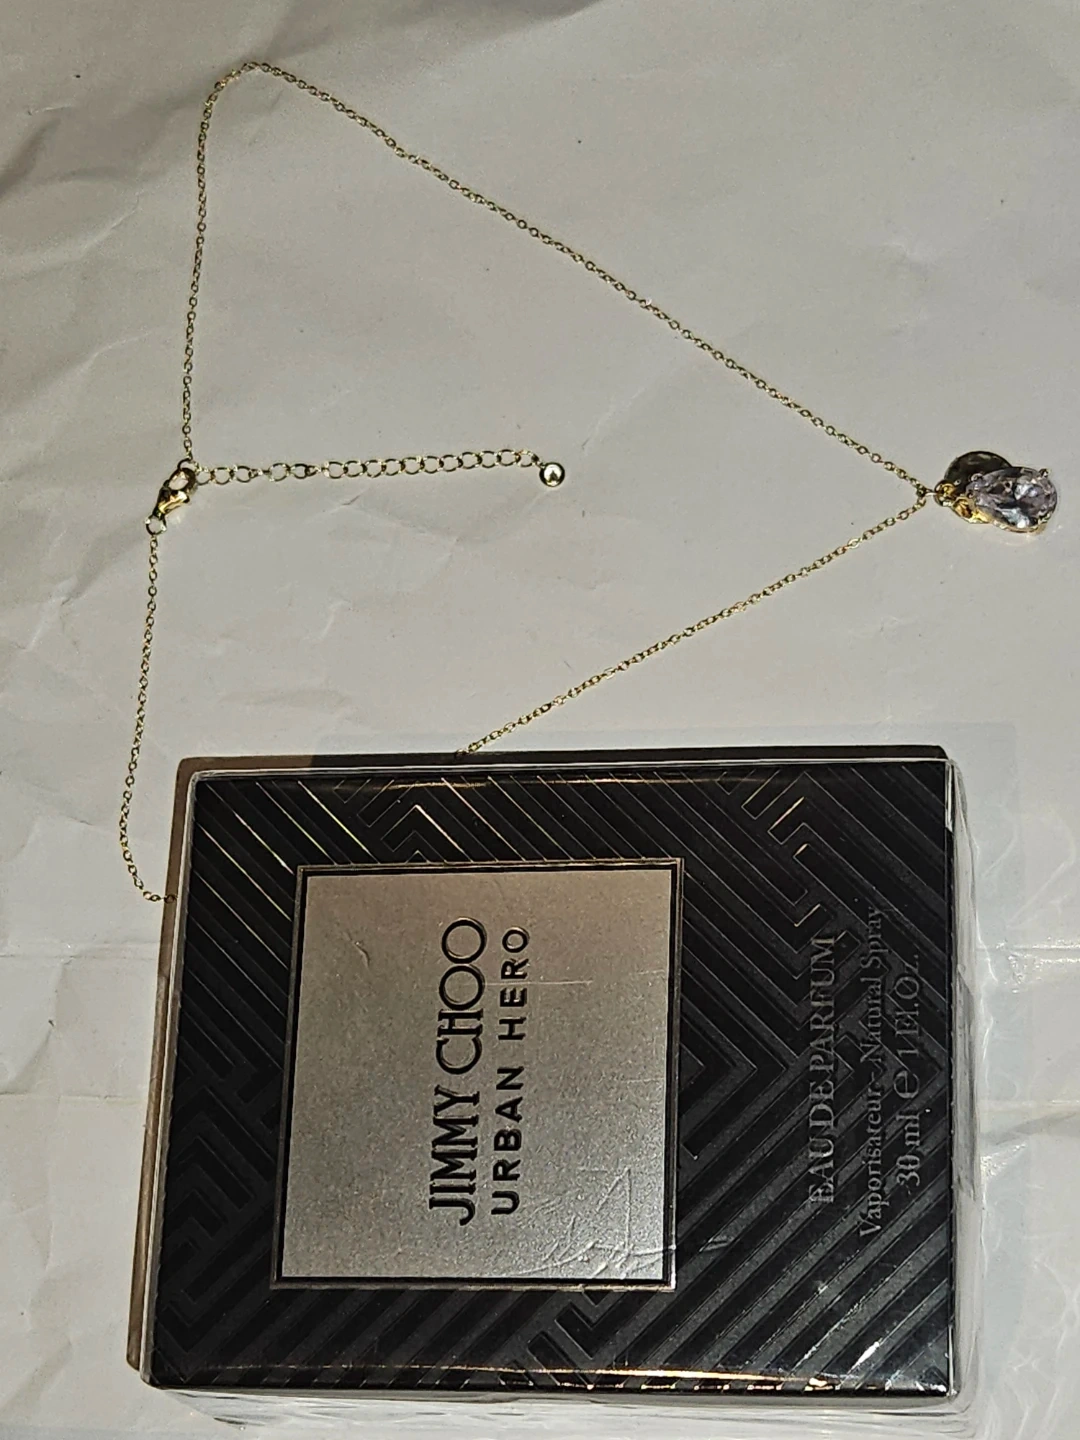 JIMMY CHOO
URBAN HERO
EAU DE PARFUM
Vaporisateur Natural Spray
30 ml ℮ 1 Fl.Oz.